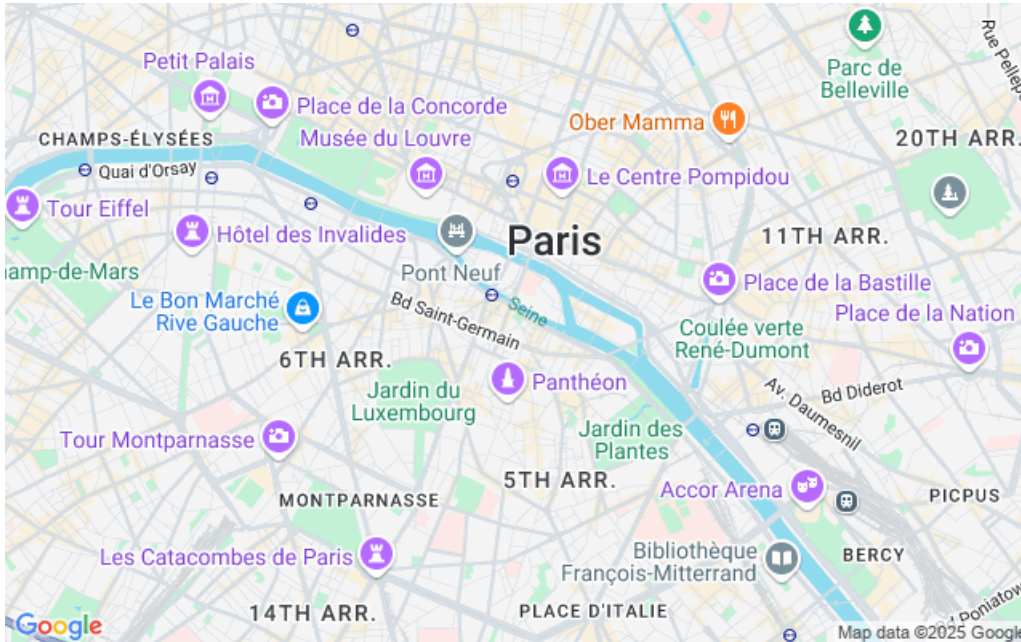 Petit Palais
Place de la Concorde
CHAMPS-ÉLYSÉES
Musée du Louvre
Quai d'Orsay
Ober Mamma
Parc de
Belleville
Rue Pellepo
20TH ARR.
Le Centre Pompidou
Tour Eiffel
Hôtel des Invalides
Paris
11TH ARR.
hamp-de-Mars
Pont Neuf
Place de la Bastille
Le Bon Marché
Rive Gauche
Bd Saint-Germain
Seine
Coulée verte
René-Dumont
Place de la Nation
6TH ARR.
Jardin du
Luxembourg
Panthéon
Av. Daumesnil
Bd Diderot
Tour Montparnasse
Jardin des
Plantes
MONTPARNASSE
5TH ARR.
Accor Arena
PICPUS
Les Catacombes de Paris
Bibliothèque
François-Mitterrand
BERCY
14TH ARR.
PLACE D'ITALIE
d Poniatow
Google
Map data ©2025 Google